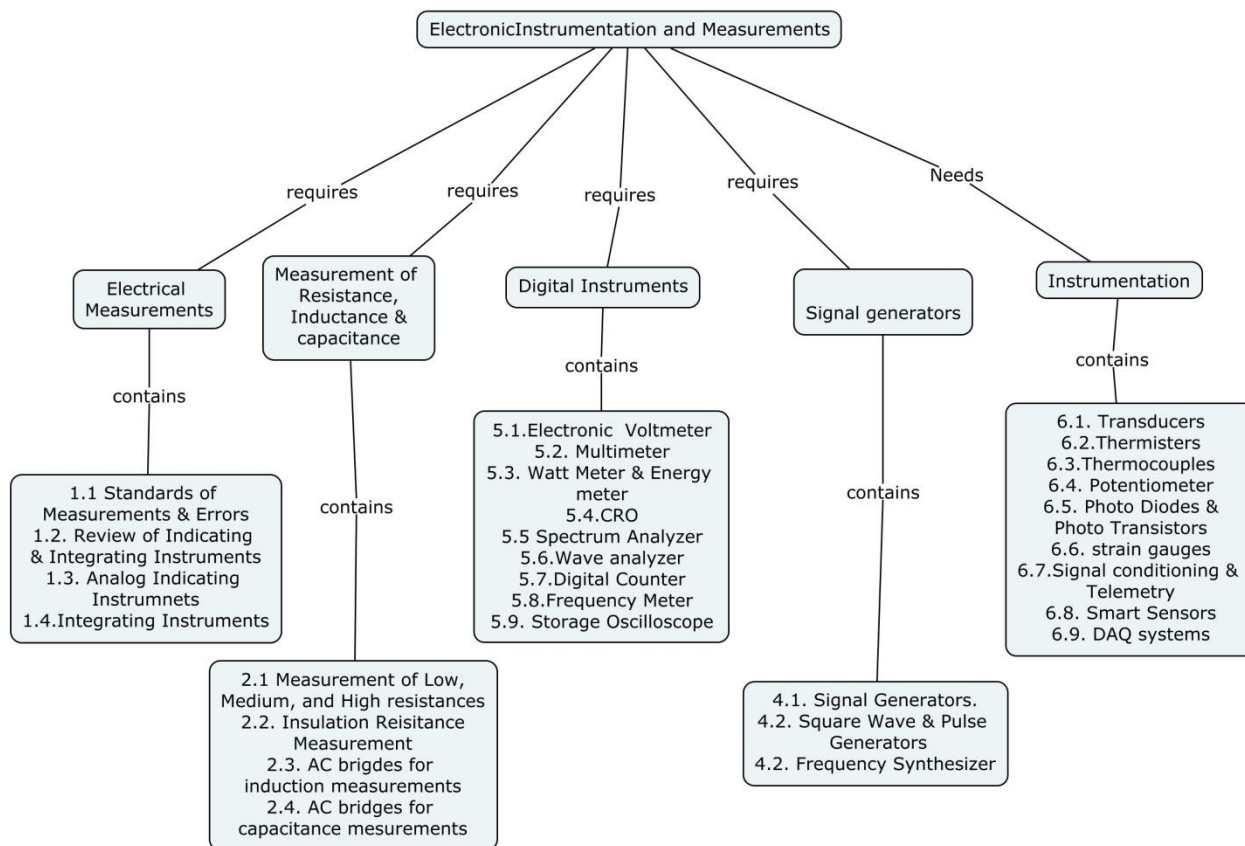 ElectronicInstrumentation and Measurements
requires
requires
requires
requires
Needs
Electrical
Measurements
Measurement of
Resistance,
Inductance &
capacitance
Digital Instruments
Signal generators
Instrumentation
contains
contains
contains
contains
contains
1.1 Standards of
Measurements & Errors
1.2. Review of Indicating
& Integrating Instruments
1.3. Analog Indicating
Instrumnets
1.4.Integrating Instruments
2.1 Measurement of Low,
Medium, and High resistances
2.2. Insulation Reisitance
Measurement
2.3. AC brigdes for
induction measurements
2.4. AC bridges for
capacitance mesurements
5.1.Electronic Voltmeter
5.2. Multimeter
5.3. Watt Meter & Energy
meter
5.4.CRO
5.5 Spectrum Analyzer
5.6.Wave analyzer
5.7.Digital Counter
5.8.Frequency Meter
5.9. Storage Oscilloscope
4.1. Signal Generators.
4.2. Square Wave & Pulse
Generators
4.2. Frequency Synthesizer
6.1. Transducers
6.2.Thermisters
6.3.Thermocouples
6.4. Potentiometer
6.5. Photo Diodes &
Photo Transistors
6.6. strain gauges
6.7.Signal conditioning &
Telemetry
6.8. Smart Sensors
6.9. DAQ systems